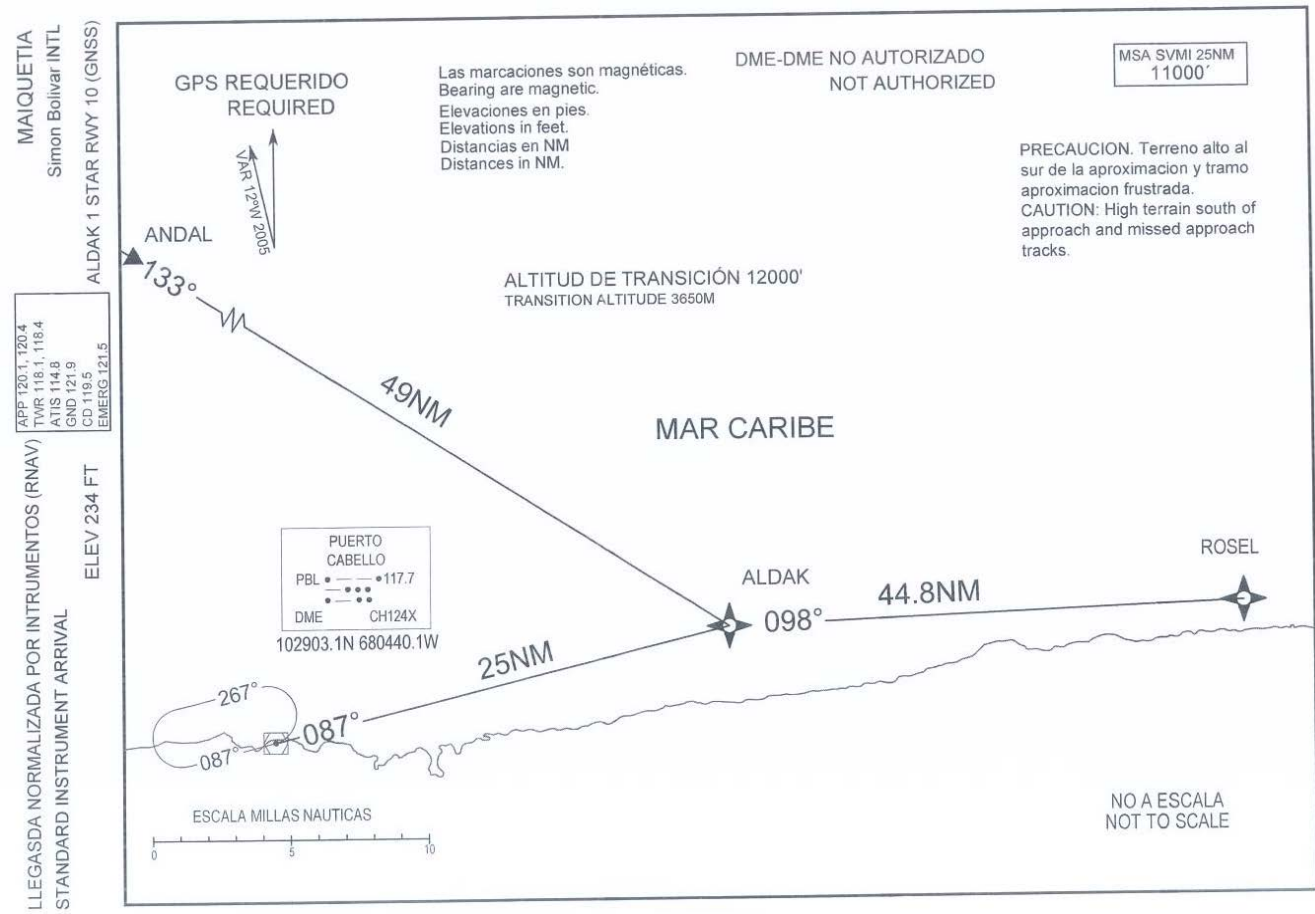 MAIQUETIA
Simon Bolivar INTL
ALDAK 1 STAR RWY 10 (GNSS)
APP 120.1, 120.4
TWR 118.1, 118.4
ATIS 114.8
GND 121.9
CD 119.5
EMERG 121.5
ELEV 234 FT
LLEGASDA NORMALIZADA POR INTRUMENTOS (RNAV)
STANDARD INSTRUMENT ARRIVAL
GPS REQUERIDO
REQUIRED
VAR 12°W 2005
Las marcaciones son magnéticas.
Bearing are magnetic.
Elevaciones en pies.
Elevations in feet.
Distancias en NM
Distances in NM.
DME-DME NO AUTORIZADO
NOT AUTHORIZED
MSA SVMI 25NM
11000´
PRECAUCION. Terreno alto al
sur de la aproximacion y tramo
aproximacion frustrada.
CAUTION: High terrain south of
approach and missed approach
tracks.
ANDAL
133°
ALTITUD DE TRANSICIÓN 12000'
TRANSITION ALTITUDE 3650M
49NM
MAR CARIBE
PUERTO
CABELLO
PBL 117.7
DME CH124X
102903.1N 680440.1W
ALDAK
098°
44.8NM
ROSEL
25NM
087°
267°
087°
ESCALA MILLAS NAUTICAS
0 5 10
NO A ESCALA
NOT TO SCALE